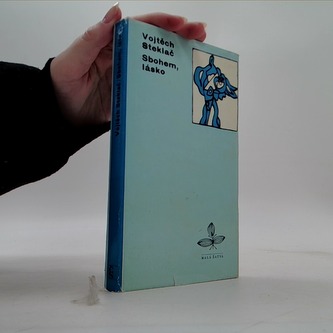 Vojtěch
Steklač
Sbohem,
lásko